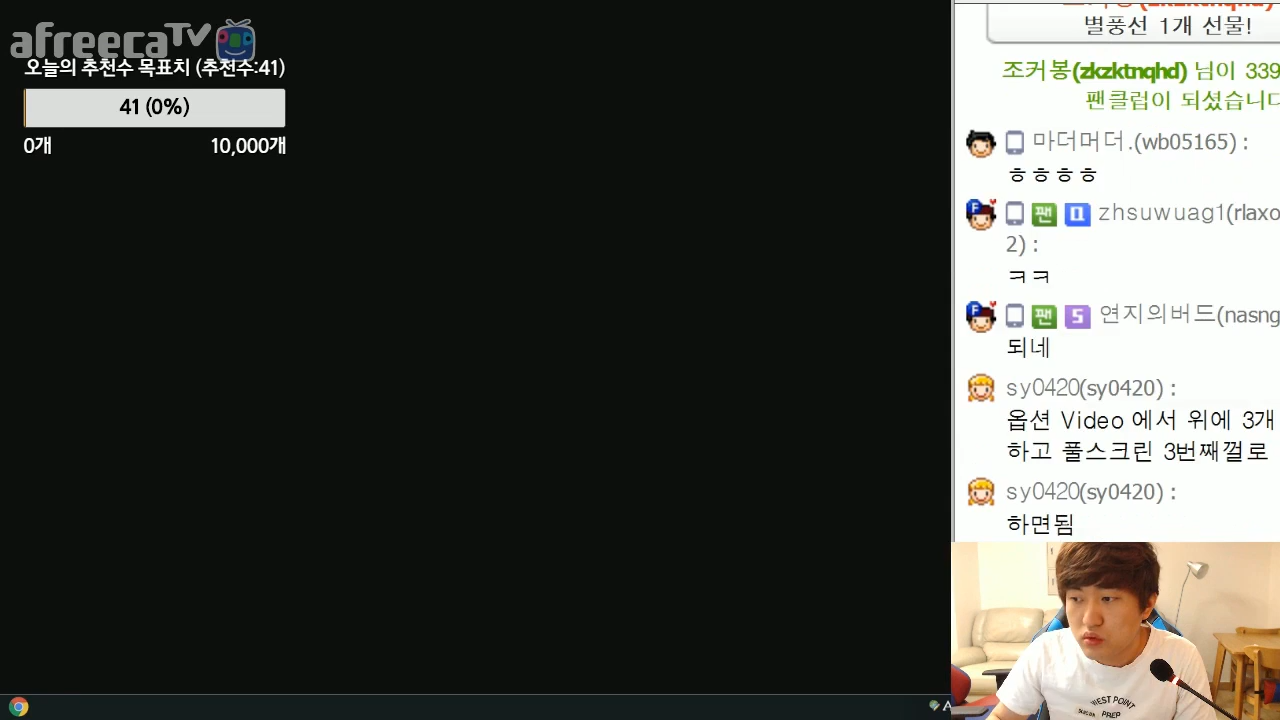 afreecaTV
오늘의 추천수 목표치 (추천수:41)
41 (0%)
0개 10,000개
별풍선 1개 선물!
조커봉(zkzktnqhd) 님이 339
팬클럽이 되셨습니다
마더머더.(wb05165) :
ㅎㅎㅎㅎ
팬 zhsuwuag1(rlaxo
2) :
ㅋㅋ
팬 S 연지의버드(nasng
되네
sy0420(sy0420) :
옵션 Video 에서 위에 3개
하고 풀스크린 3번째껄로
sy0420(sy0420) :
하면됨
WEST POINT
PREP